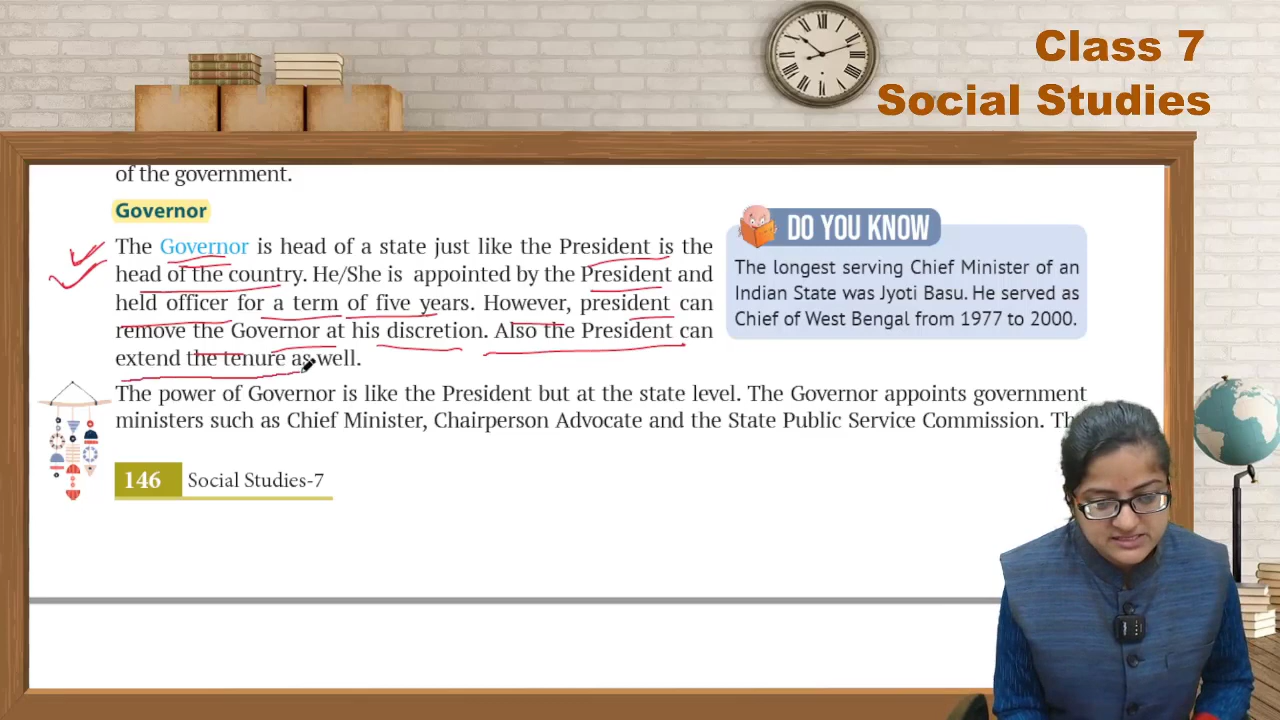 Class 7
Social Studies
of the government.
Governor
The Governor is head of a state just like the President is the
head of the country. He/She is appointed by the President and
held officer for a term of five years. However, president can
remove the Governor at his discretion. Also the President can
extend the tenure as well.
DO YOU KNOW
The longest serving Chief Minister of an
Indian State was Jyoti Basu. He served as
Chief of West Bengal from 1977 to 2000.
The power of Governor is like the President but at the state level. The Governor appoints government
ministers such as Chief Minister, Chairperson Advocate and the State Public Service Commission.
146 Social Studies-7